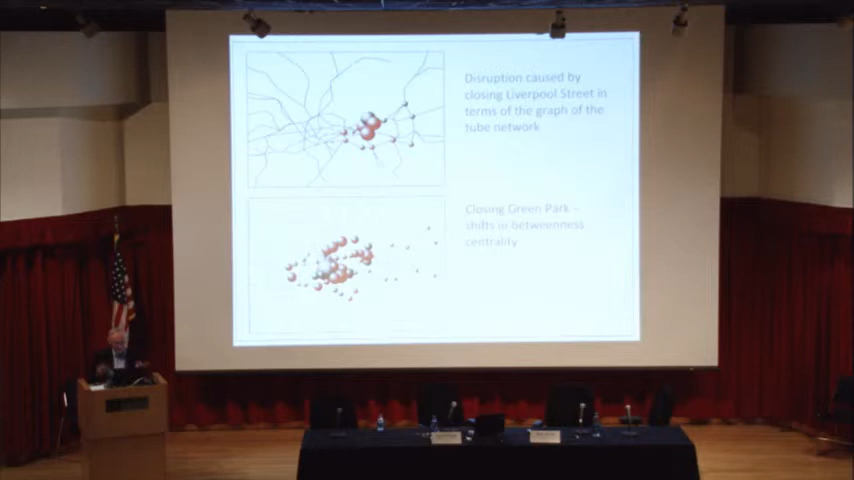 Disruption caused by
closing Liverpool Street in
terms of the graph of the
tube network
Closing Green Park –
shifts in betweenness
centrality